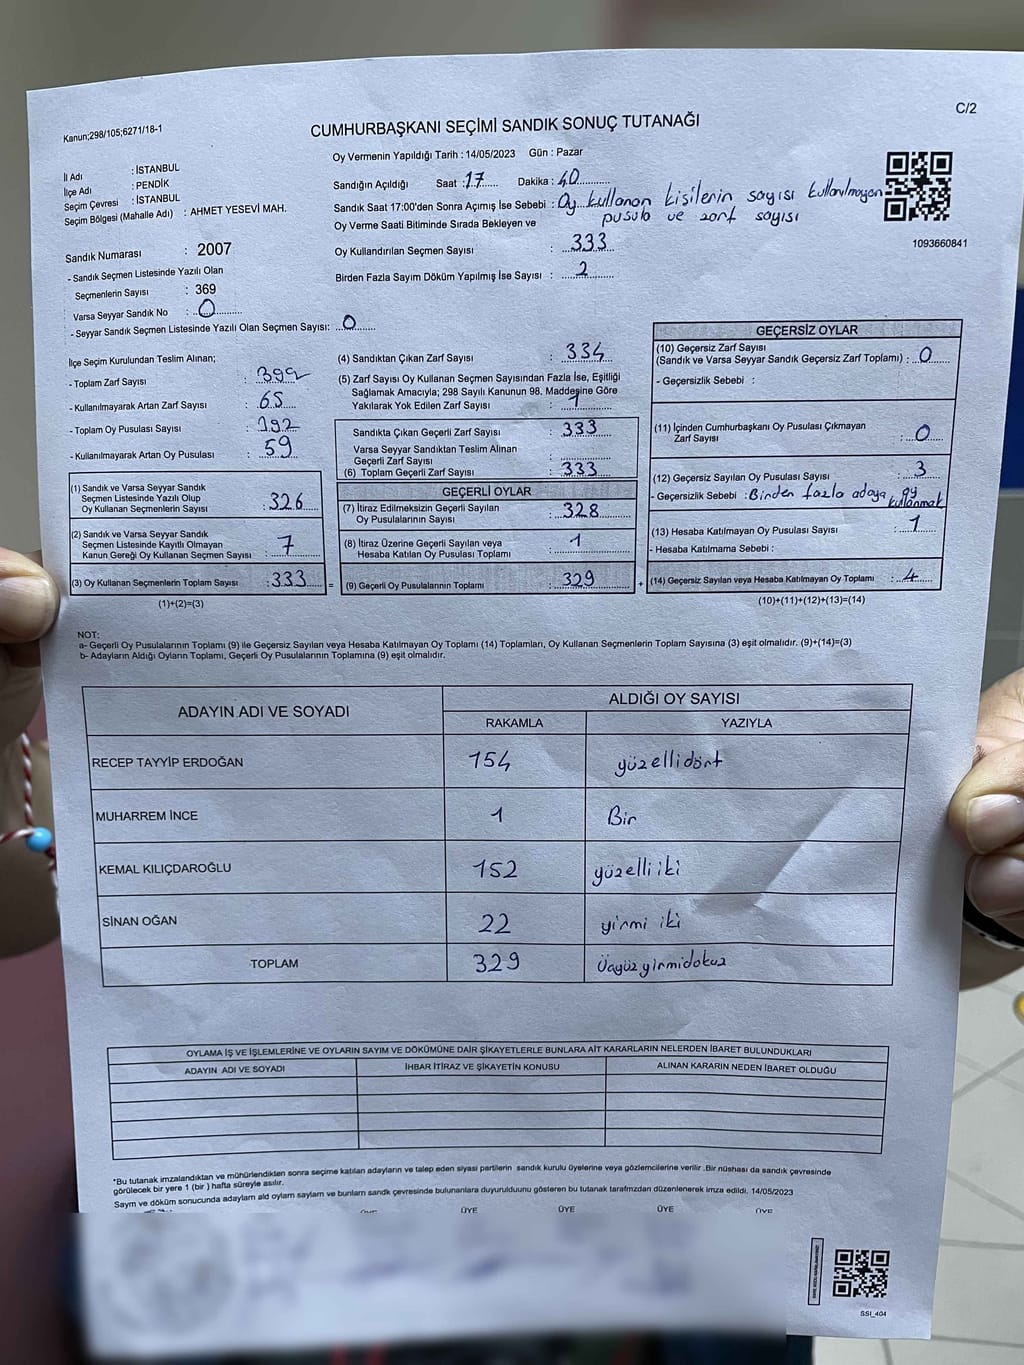 C/2
Kanun;298/105;6271/18-1
CUMHURBAŞKANI SEÇİMİ SANDIK SONUÇ TUTANAĞI
İl Adı : İSTANBUL
İlçe Adı : PENDİK
Seçim Çevresi : İSTANBUL
Seçim Bölgesi (Mahalle Adı) : AHMET YESEVİ MAH.
Sandık Numarası : 2007
- Sandık Seçmen Listesinde Yazılı Olan
Seçmenlerin Sayısı : 369
Varsa Seyyar Sandık No : 0
- Seyyar Sandık Seçmen Listesinde Yazılı Olan Seçmen Sayısı: 0
Oy Vermenin Yapıldığı Tarih : 14/05/2023 Gün : Pazar
Sandığın Açıldığı Saat : 17 Dakika : 40
Sandık Saat 17:00'den Sonra Açımış İse Sebebi : Oy kullanan kişilerin sayısı kullanılmayan
pusula ve zarf sayısı
Oy Verme Saati Bitiminde Sırada Bekleyen ve
Oy Kullandırılan Seçmen Sayısı : 333
Birden Fazla Sayım Döküm Yapılmış İse Sayısı : 2
1093660841
İlçe Seçim Kurulundan Teslim Alınan;
- Toplam Zarf Sayısı : 399
- Kullanılmayarak Artan Zarf Sayısı : 65
- Toplam Oy Pusulası Sayısı : 392
- Kullanılmayarak Artan Oy Pusulası : 59
(1) Sandık ve Varsa Seyyar Sandık
Seçmen Listesinde Yazılı Olup
Oy Kullanan Seçmenlerin Sayısı : 326
(2) Sandık ve Varsa Seyyar Sandık
Seçmen Listesinde Kayıtlı Olmayan
Kanun Gereği Oy Kullanan Seçmen Sayısı : 7
(3) Oy Kullanan Seçmenlerin Toplam Sayısı : 333
(1)+(2)=(3)
(4) Sandıktan Çıkan Zarf Sayısı : 334
(5) Zarf Sayısı Oy Kullanan Seçmen Sayısından Fazla İse, Eşitliği
Sağlamak Amacıyla; 298 Sayılı Kanunun 98. Maddesine Göre
Yakılarak Yok Edilen Zarf Sayısı : 1
Sandıkta Çıkan Geçerli Zarf Sayısı : 333
Varsa Seyyar Sandıktan Teslim Alınan
Geçerli Zarf Sayısı :
(6) Toplam Geçerli Zarf Sayısı : 333
GEÇERLİ OYLAR
(7) İtiraz Edilmeksizin Geçerli Sayılan
Oy Pusulalarının Sayısı : 328
(8) İtiraz Üzerine Geçerli Sayılan veya
Hesaba Katılan Oy Pusulası Toplamı : 1
= (9) Geçerli Oy Pusulalarının Toplamı : 329 +
GEÇERSİZ OYLAR
(10) Geçersiz Zarf Sayısı
(Sandık ve Varsa Seyyar Sandık Geçersiz Zarf Toplamı) : 0
- Geçersizlik Sebebi :
(11) İçinden Cumhurbaşkanı Oy Pusulası Çıkmayan
Zarf Sayısı : 0
(12) Geçersiz Sayılan Oy Pusulası Sayısı : 3
- Geçersizlik Sebebi : Birden fazla adaya oy
kullanmak
(13) Hesaba Katılmayan Oy Pusulası Sayısı : 1
- Hesaba Katılmama Sebebi :
(14) Geçersiz Sayılan veya Hesaba Katılmayan Oy Toplamı : 4
(10)+(11)+(12)+(13)=(14)
NOT:
a- Geçerli Oy Pusulalarının Toplamı (9) ile Geçersiz Sayılan veya Hesaba Katılmayan Oy Toplamı (14) Toplamları, Oy Kullanan Seçmenlerin Toplam Sayısına (3) eşit olmalıdır. (9)+(14)=(3)
b- Adayların Aldığı Oyların Toplamı, Geçerli Oy Pusulalarının Toplamına (9) eşit olmalıdır.
ADAYIN ADI VE SOYADI
ALDIĞI OY SAYISI
RAKAMLA YAZIYLA
RECEP TAYYİP ERDOĞAN 154 yüzellidört
MUHARREM İNCE 1 Bir
KEMAL KILIÇDAROĞLU 152 yüzelliiki
SİNAN OĞAN 22 yirmi iki
TOPLAM 329 Üçyüzyirmidokuz
OYLAMA İŞ VE İŞLEMLERİNE VE OYLARIN SAYIM VE DÖKÜMÜNE DAİR ŞİKAYETLERLE BUNLARA AİT KARARLARIN NELERDEN İBARET BULUNDUKLARI
ADAYIN ADI VE SOYADI İHBAR İTİRAZ VE ŞİKAYETİN KONUSU ALINAN KARARIN NEDEN İBARET OLDUĞU
*Bu tutanak imzalandıktan ve mühürlendikten sonra seçime katılan adayların ve talep eden siyasi partilerin sandık kurulu üyelerine veya gözlemcilerine verilir .Bir nüshası da sandık çevresinde
görülecek bir yere 1 (bir ) hafta süreyle asılır.
Sayım ve döküm sonucunda adayların aldı oyların sayılanı ve bunların sandık çevresinde bulunanlara duyurulduunu gösteren bu tutanak tarafımızdan düzenlenerek imza edildi. 14/05/2023
ÜYE ÜYE ÜYE ÜYE ÜYE
SSI_404